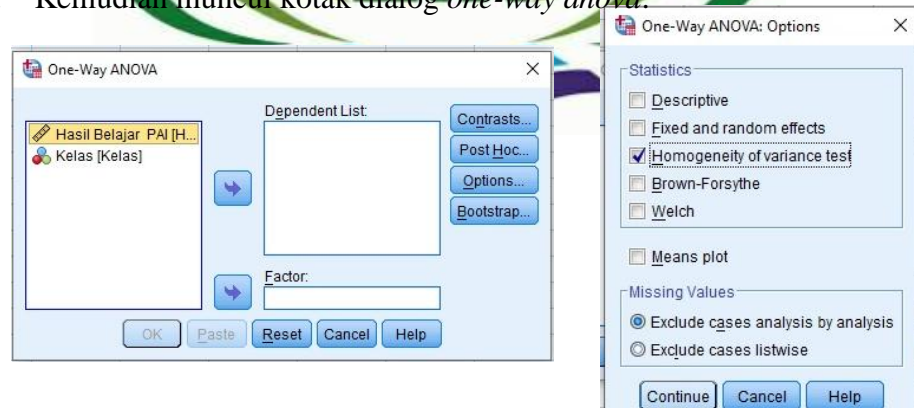 Kemudian muncul kotak dialog one-way anova.
One-Way ANOVA
Hasil Belajar PAI [H...
Kelas [Kelas]
Dependent List:
Factor:
Contrasts...
Post Hoc...
Options...
Bootstrap...
OK
Paste
Reset
Cancel
Help
One-Way ANOVA: Options
Statistics
Descriptive
Fixed and random effects
Homogeneity of variance test
Brown-Forsythe
Welch
Means plot
Missing Values
Exclude cases analysis by analysis
Exclude cases listwise
Continue
Cancel
Help